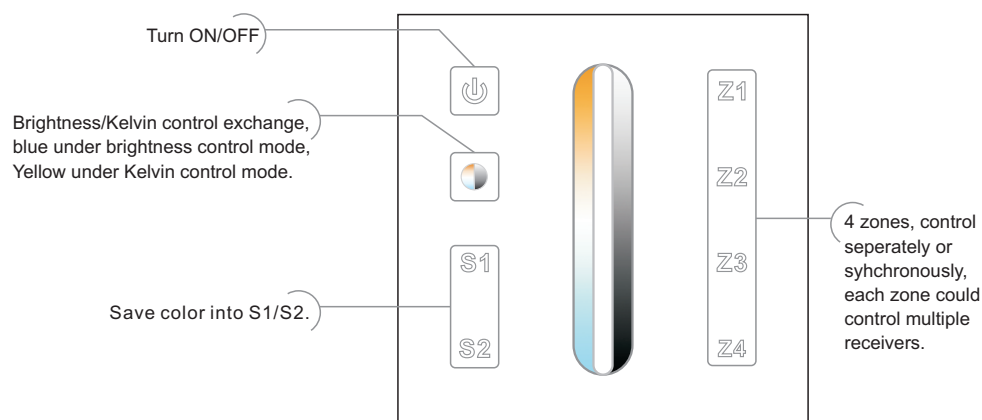 Turn ON/OFF
Brightness/Kelvin control exchange,
blue under brightness control mode,
Yellow under Kelvin control mode.
S1
Save color into S1/S2.
S2
Z1
Z2
Z3
Z4
4 zones, control
seperately or
syhchronously,
each zone could
control multiple
receivers.